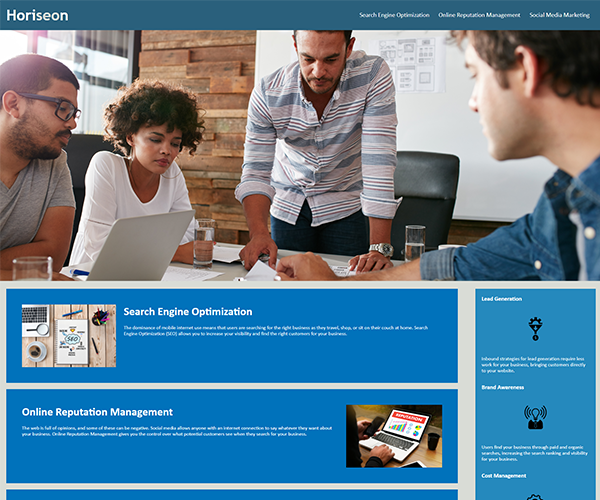 Horiseon
Search Engine Optimization Online Reputation Management Social Media Marketing
Search Engine Optimization
The dominance of mobile internet use means that users are searching for the right business as they travel, shop, or sit on their couch at home. Search
Engine Optimization (SEO) allows you to increase your visibility and find the right customers for your business.
SEO
Online Reputation Management
The web is full of opinions, and some of these can be negative. Social media allows anyone with an internet connection to say whatever they want about
your business. Online Reputation Management gives you the control over what potential customers see when they search for your business.
REPUTATION
Lead Generation
Inbound strategies for lead generation require less
work for your business, bringing customers directly
to your website.
Brand Awareness
Users find your business through paid and organic
searches, increasing the search ranking and visibility
for your business.
Cost Management